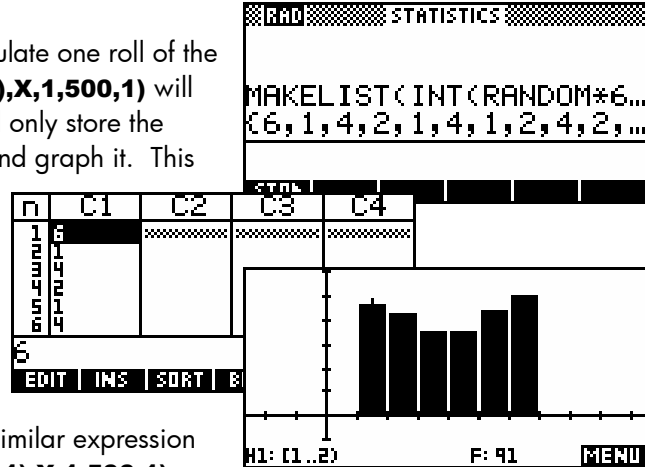 ulate one roll of the
),X,1,500,1) will
only store the
nd graph it. This
RAD STATISTICS
MAKELIST(INT(RANDOM*6…
{6,1,4,2,1,4,1,2,4,2,…
n C1 C2 C3 C4
1 6
2 1
3 4
4 2
5 1
6 4
6
EDIT INS SORT
H1: [1..2) F: 91 MENU
imilar expression